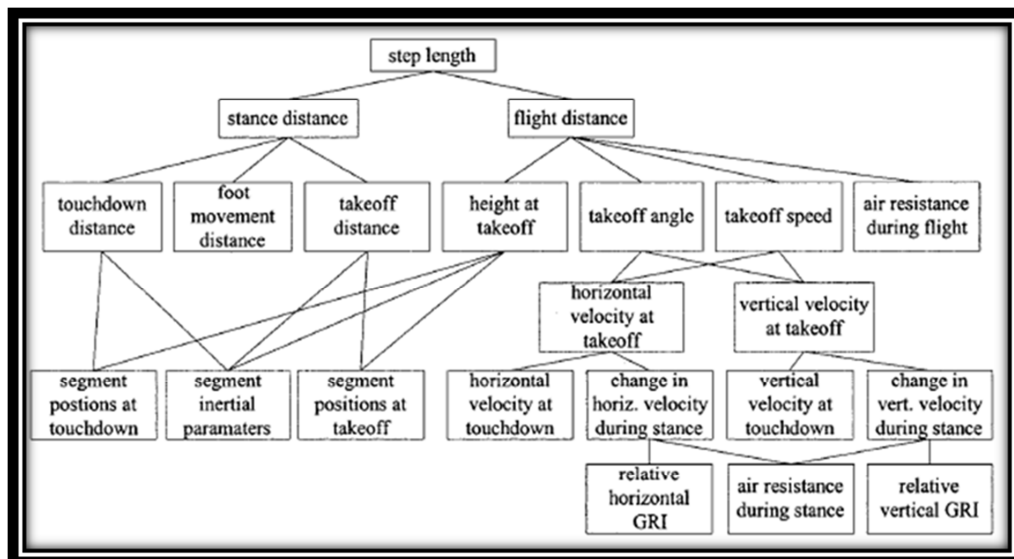 step length
stance distance
flight distance
touchdown
distance
foot
movement
distance
takeoff
distance
height at
takeoff
takeoff angle
takeoff speed
air resistance
during flight
horizontal
velocity at
takeoff
vertical velocity
at takeoff
segment
postions at
touchdown
segment
inertial
paramaters
segment
positions at
takeoff
horizontal
velocity at
touchdown
change in
horiz. velocity
during stance
vertical
velocity at
touchdown
change in
vert. velocity
during stance
relative
horizontal
GRI
air resistance
during stance
relative
vertical GRI